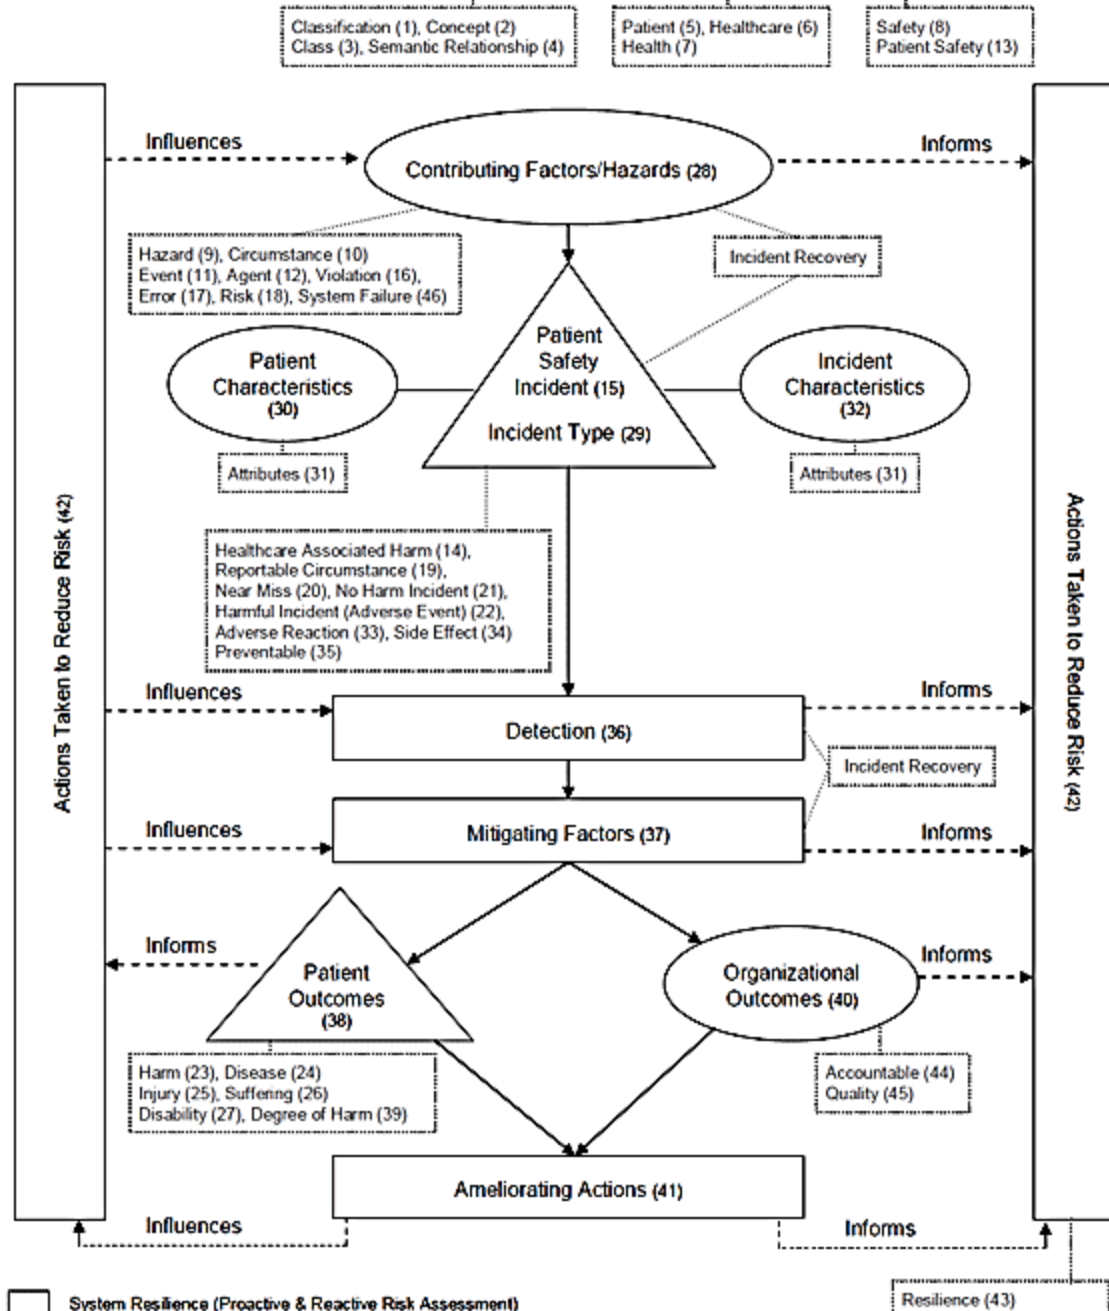 Classification (1), Concept (2)
Class (3), Semantic Relationship (4)
Patient (5), Healthcare (6)
Health (7)
Safety (8)
Patient Safety (13)
Influences
Contributing Factors/Hazards (28)
Informs
Hazard (9), Circumstance (10)
Event (11), Agent (12), Violation (16),
Error (17), Risk (18), System Failure (46)
Incident Recovery
Patient
Characteristics
(30)
Attributes (31)
Patient
Safety
Incident (15)
Incident Type (29)
Incident
Characteristics
(32)
Attributes (31)
Actions Taken to Reduce Risk (42)
Actions Taken to Reduce Risk (42)
Healthcare Associated Harm (14),
Reportable Circumstance (19),
Near Miss (20), No Harm Incident (21),
Harmful Incident (Adverse Event) (22),
Adverse Reaction (33), Side Effect (34)
Preventable (35)
Influences
Detection (36)
Informs
Incident Recovery
Influences
Mitigating Factors (37)
Informs
Informs
Patient
Outcomes
(38)
Organizational
Outcomes (40)
Informs
Harm (23), Disease (24)
Injury (25), Suffering (26)
Disability (27), Degree of Harm (39)
Accountable (44)
Quality (45)
Ameliorating Actions (41)
Influences
Informs
System Resilience (Proactive & Reactive Risk Assessment)
Resilience (43)